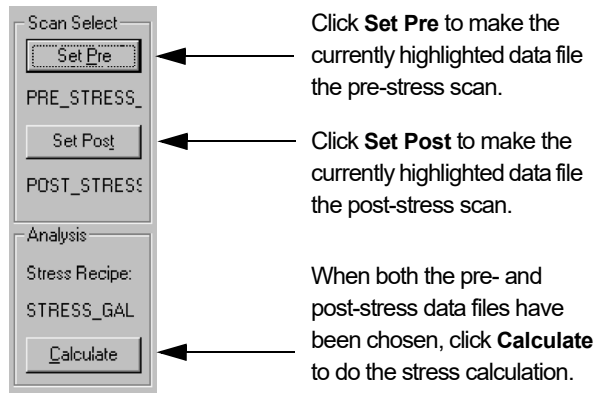 Scan Select
Set Pre
PRE_STRESS_
Set Post
POST_STRESS
Analysis
Stress Recipe:
STRESS_GAL
Calculate
Click Set Pre to make the
currently highlighted data file
the pre-stress scan.
Click Set Post to make the
currently highlighted data file
the post-stress scan.
When both the pre- and
post-stress data files have
been chosen, click Calculate
to do the stress calculation.